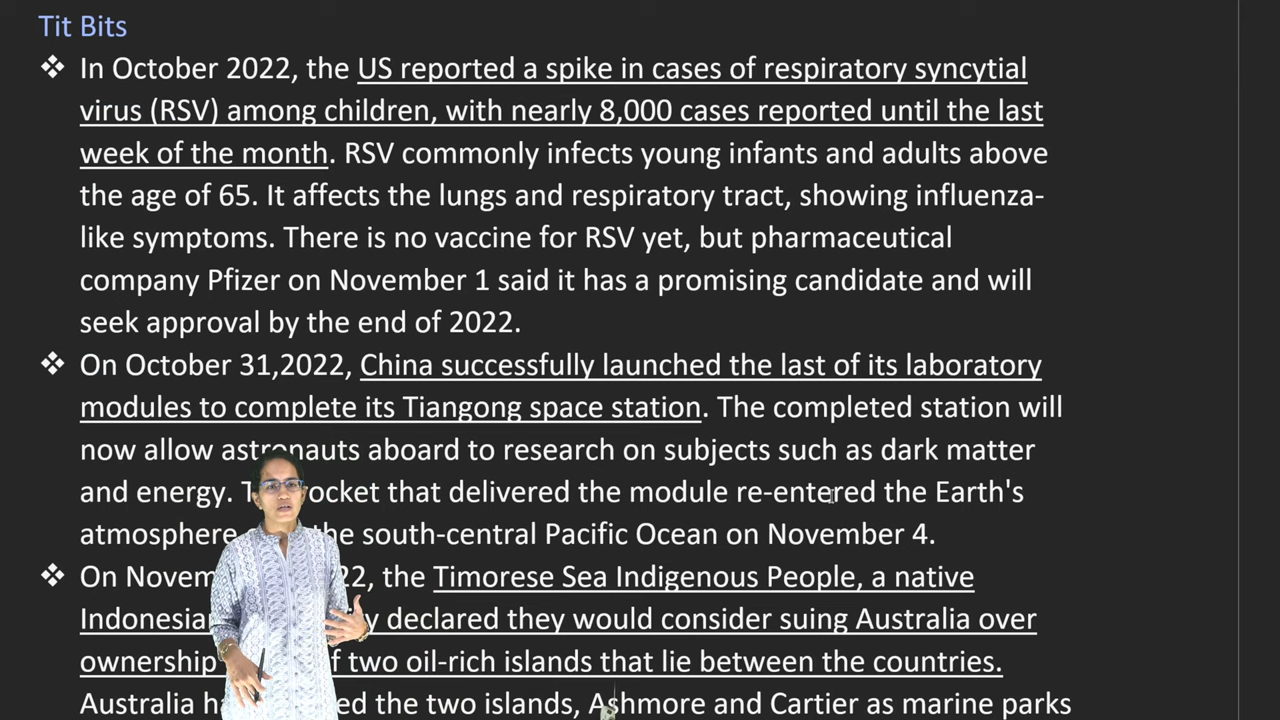 Tit Bits
❖ In October 2022, the US reported a spike in cases of respiratory syncytial
virus (RSV) among children, with nearly 8,000 cases reported until the last
week of the month. RSV commonly infects young infants and adults above
the age of 65. It affects the lungs and respiratory tract, showing influenza-
like symptoms. There is no vaccine for RSV yet, but pharmaceutical
company Pfizer on November 1 said it has a promising candidate and will
seek approval by the end of 2022.
❖ On October 31,2022, China successfully launched the last of its laboratory
modules to complete its Tiangong space station. The completed station will
now allow astronauts aboard to research on subjects such as dark matter
and energy. rocket that delivered the module re-entered the Earth's
atmosphere the south-central Pacific Ocean on November 4.
❖ On the Timorese Sea Indigenous People, a native
declared they would consider suing Australia over
ownership of two oil-rich islands that lie between the countries.
Australia the two islands, Ashmore and Cartier as marine parks